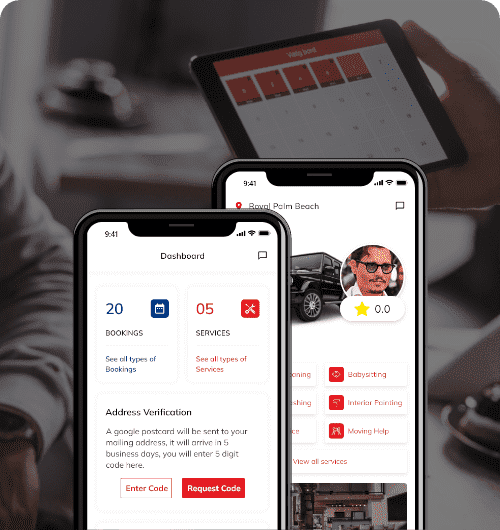 9:41
Royal Palm Beach
0.0
oning
Babysitting
shing
Interior Painting
ce
Moving Help
View all services
9:41
Dashboard
20
BOOKINGS
See all types of
Bookings
05
SERVICES
See all types of
Services
Address Verification
A google postcard will be sent to your
mailing address, it will arrive in 5
business days, you will enter 5 digit
code here.
Enter Code
Request Code